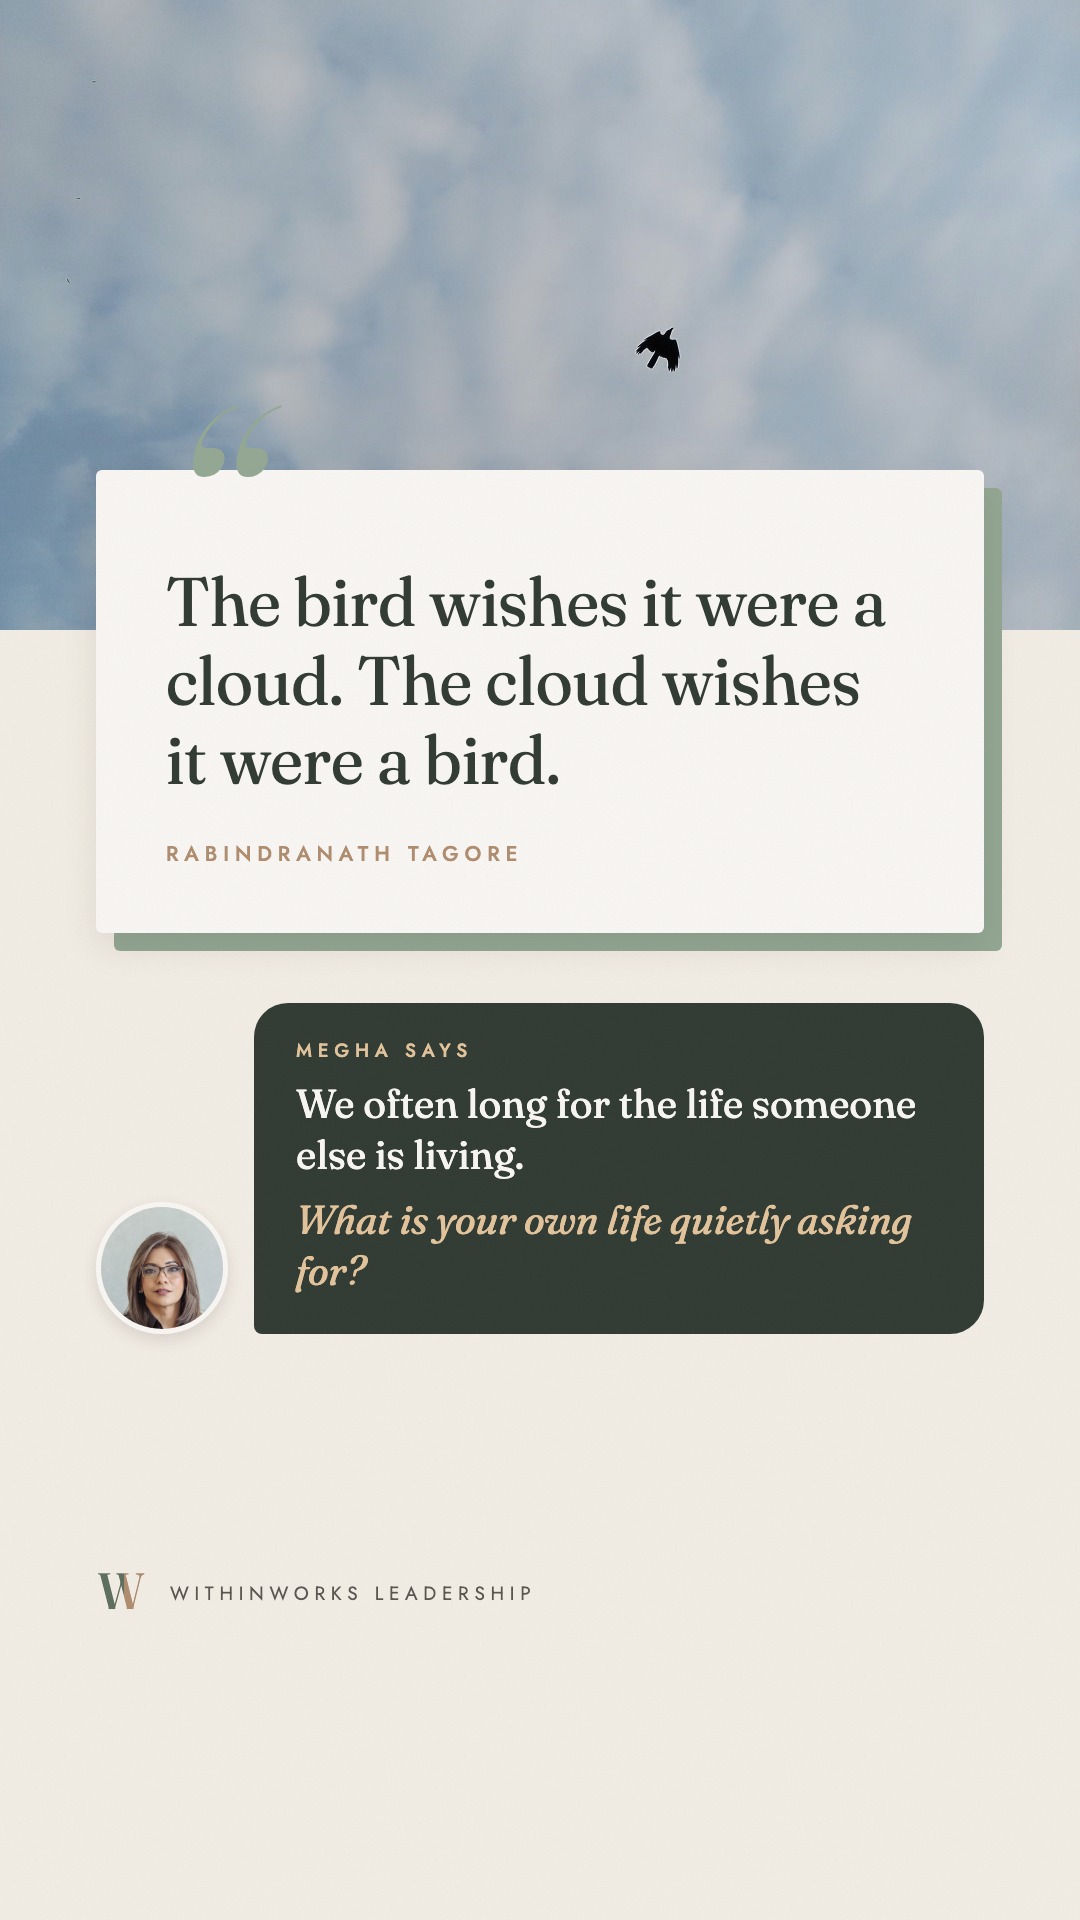 “
The bird wishes it were a
cloud. The cloud wishes
it were a bird.
RABINDRANATH TAGORE
MEGHA SAYS
We often long for the life someone
else is living.
What is your own life quietly asking
for?
W WITHINWORKS LEADERSHIP